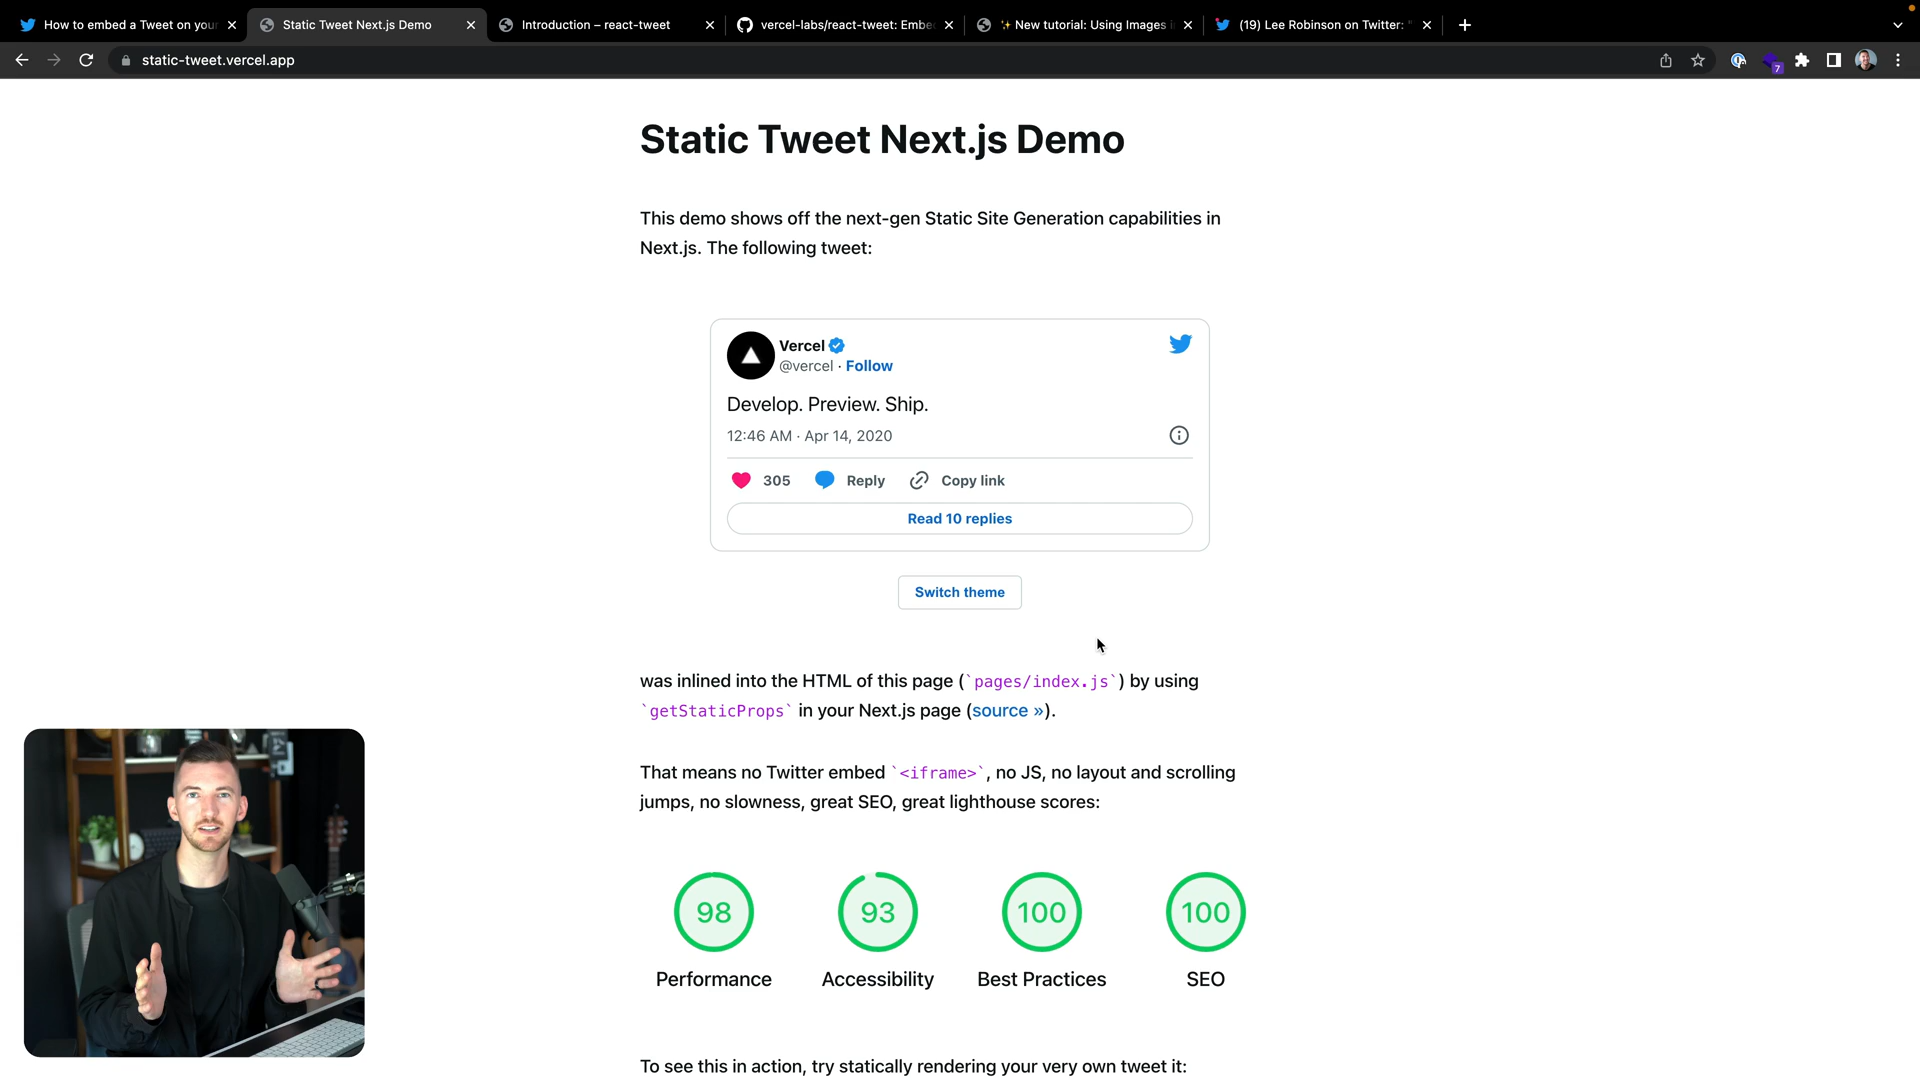 How to embed a Tweet on your
Static Tweet Next.js Demo
Introduction – react-tweet
vercel-labs/react-tweet: Embe
✨ New tutorial: Using Images i
(19) Lee Robinson on Twitter: "
static-tweet.vercel.app
7
Static Tweet Next.js Demo
This demo shows off the next-gen Static Site Generation capabilities in
Next.js. The following tweet:
Vercel
@vercel · Follow
Develop. Preview. Ship.
12:46 AM · Apr 14, 2020
305 Reply Copy link
Read 10 replies
Switch theme
was inlined into the HTML of this page (`pages/index.js`) by using
`getStaticProps` in your Next.js page (source »).
That means no Twitter embed `<iframe>`, no JS, no layout and scrolling
jumps, no slowness, great SEO, great lighthouse scores:
98 93 100 100
Performance Accessibility Best Practices SEO
To see this in action, try statically rendering your very own tweet it: